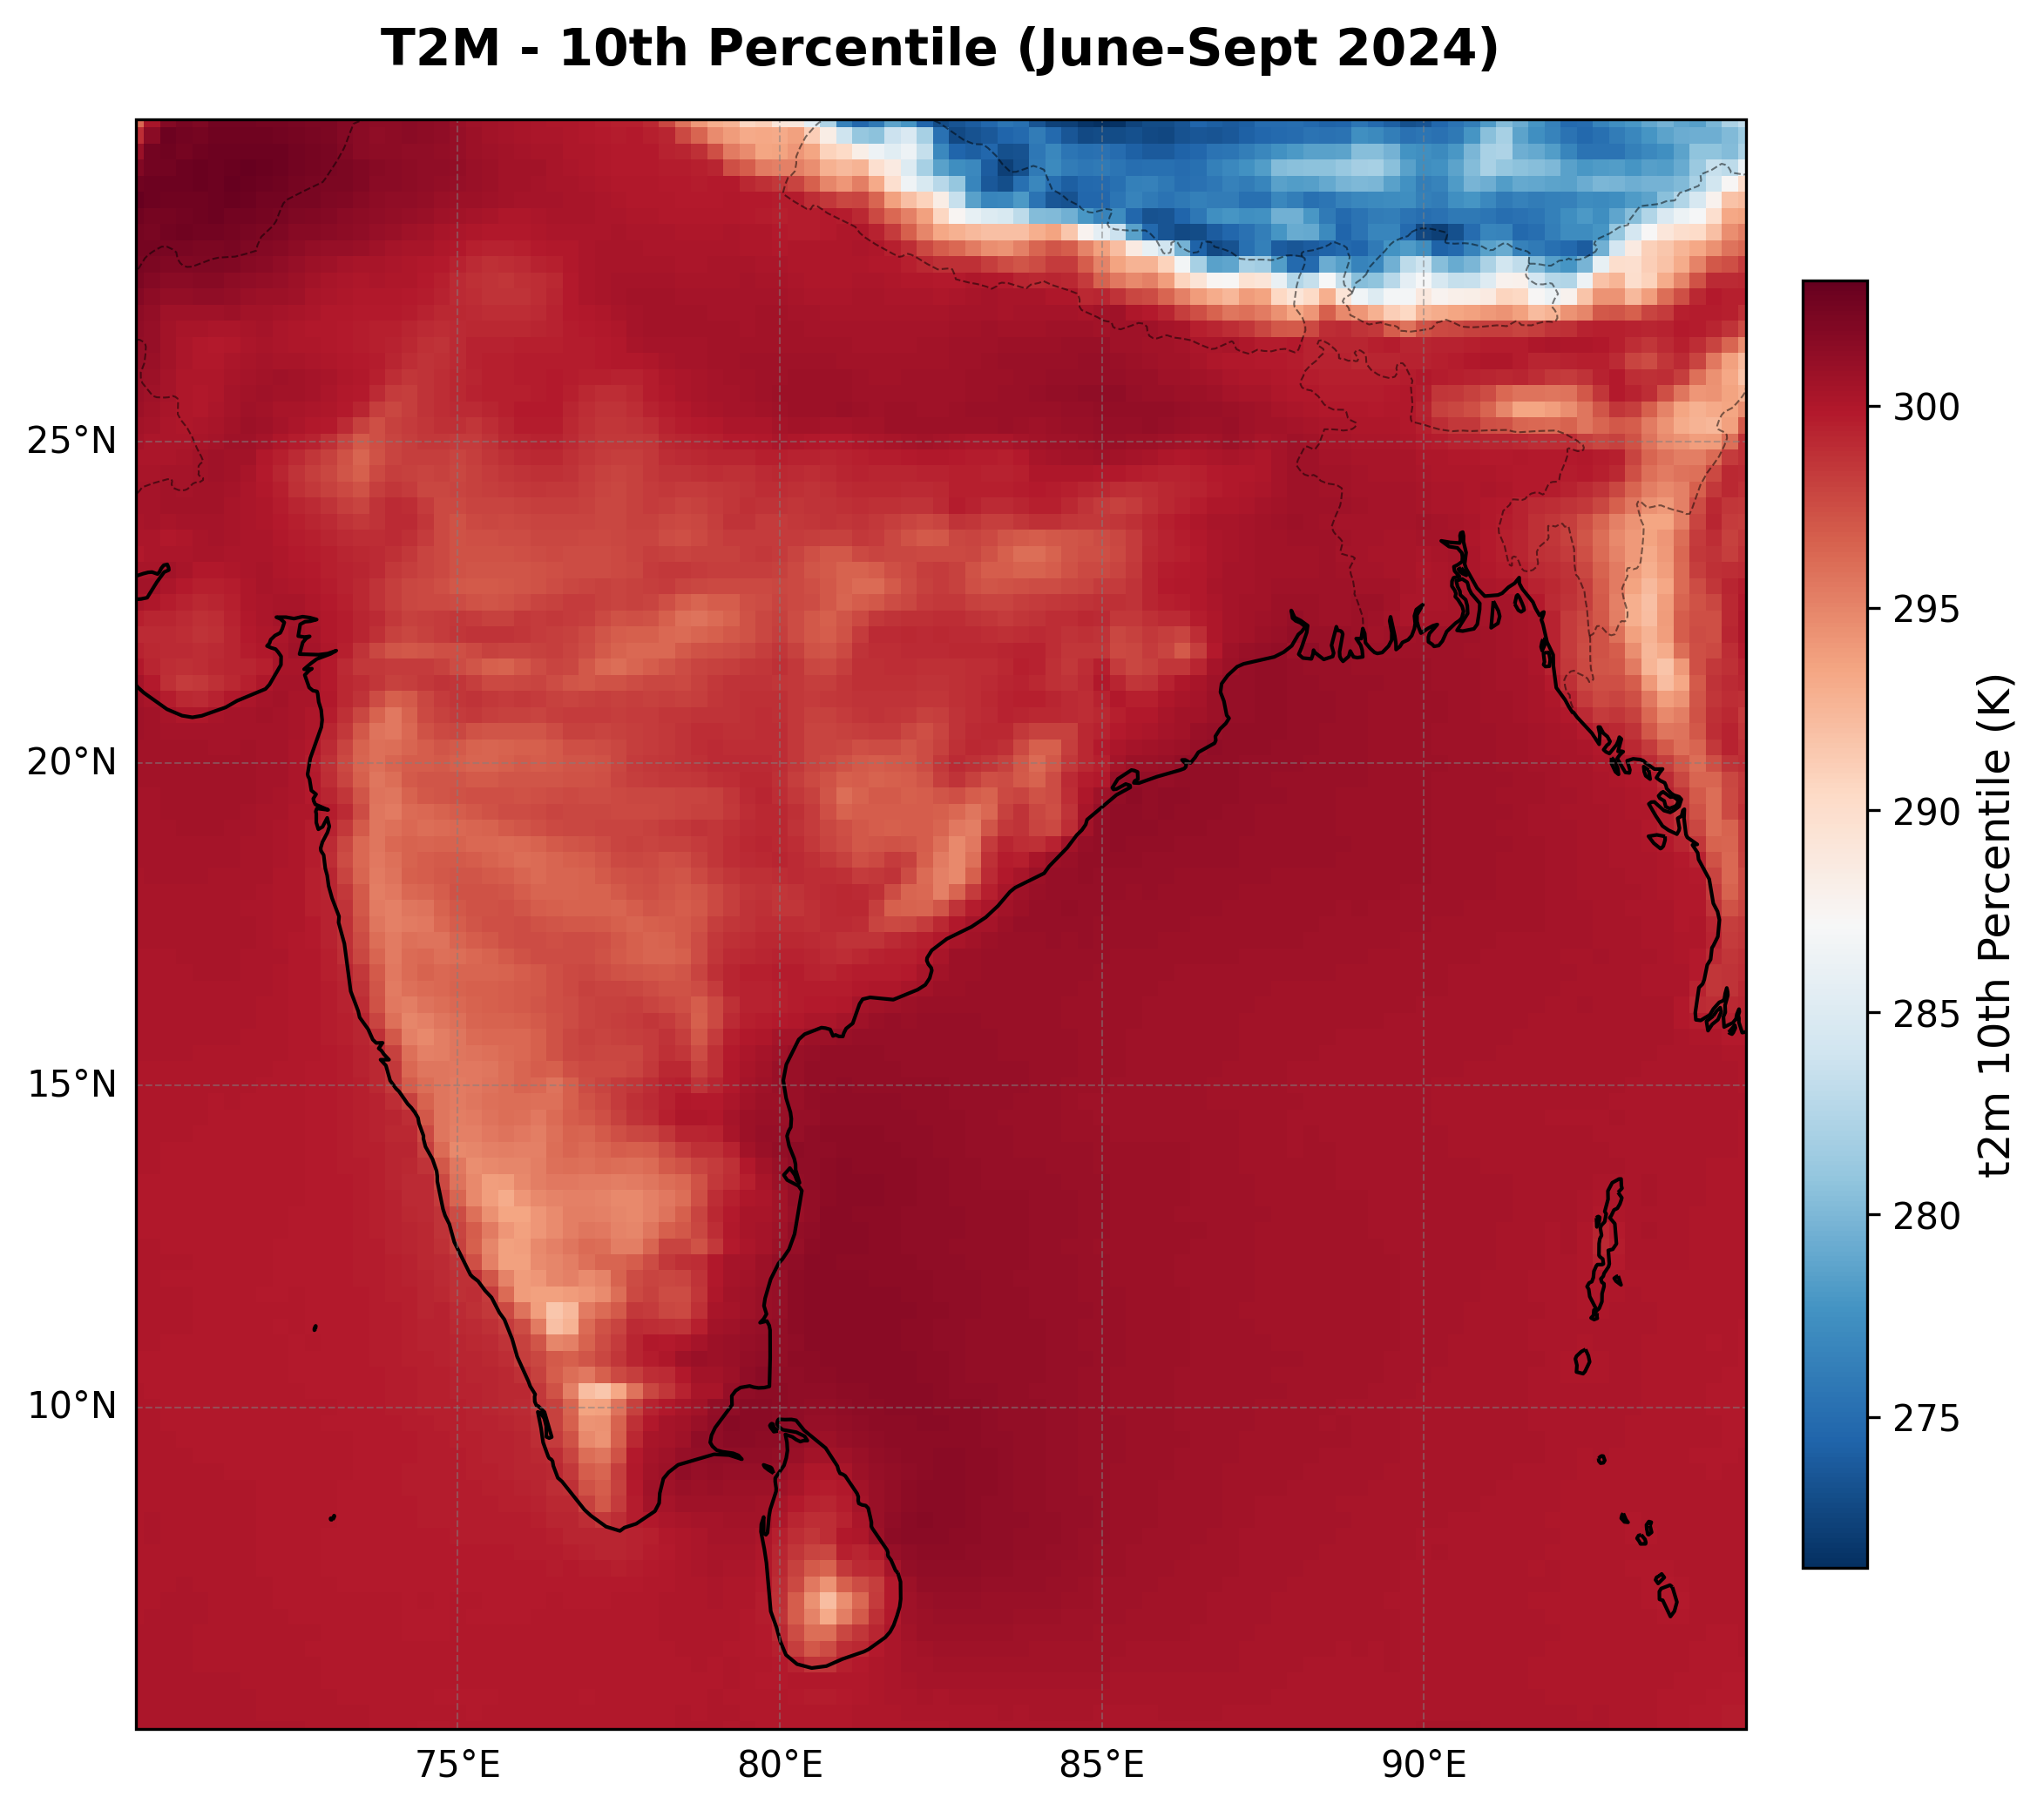 T2M - 10th Percentile (June-Sept 2024)
25°N
20°N
15°N
10°N
75°E
80°E
85°E
90°E
300
295
290
285
280
275
t2m 10th Percentile (K)